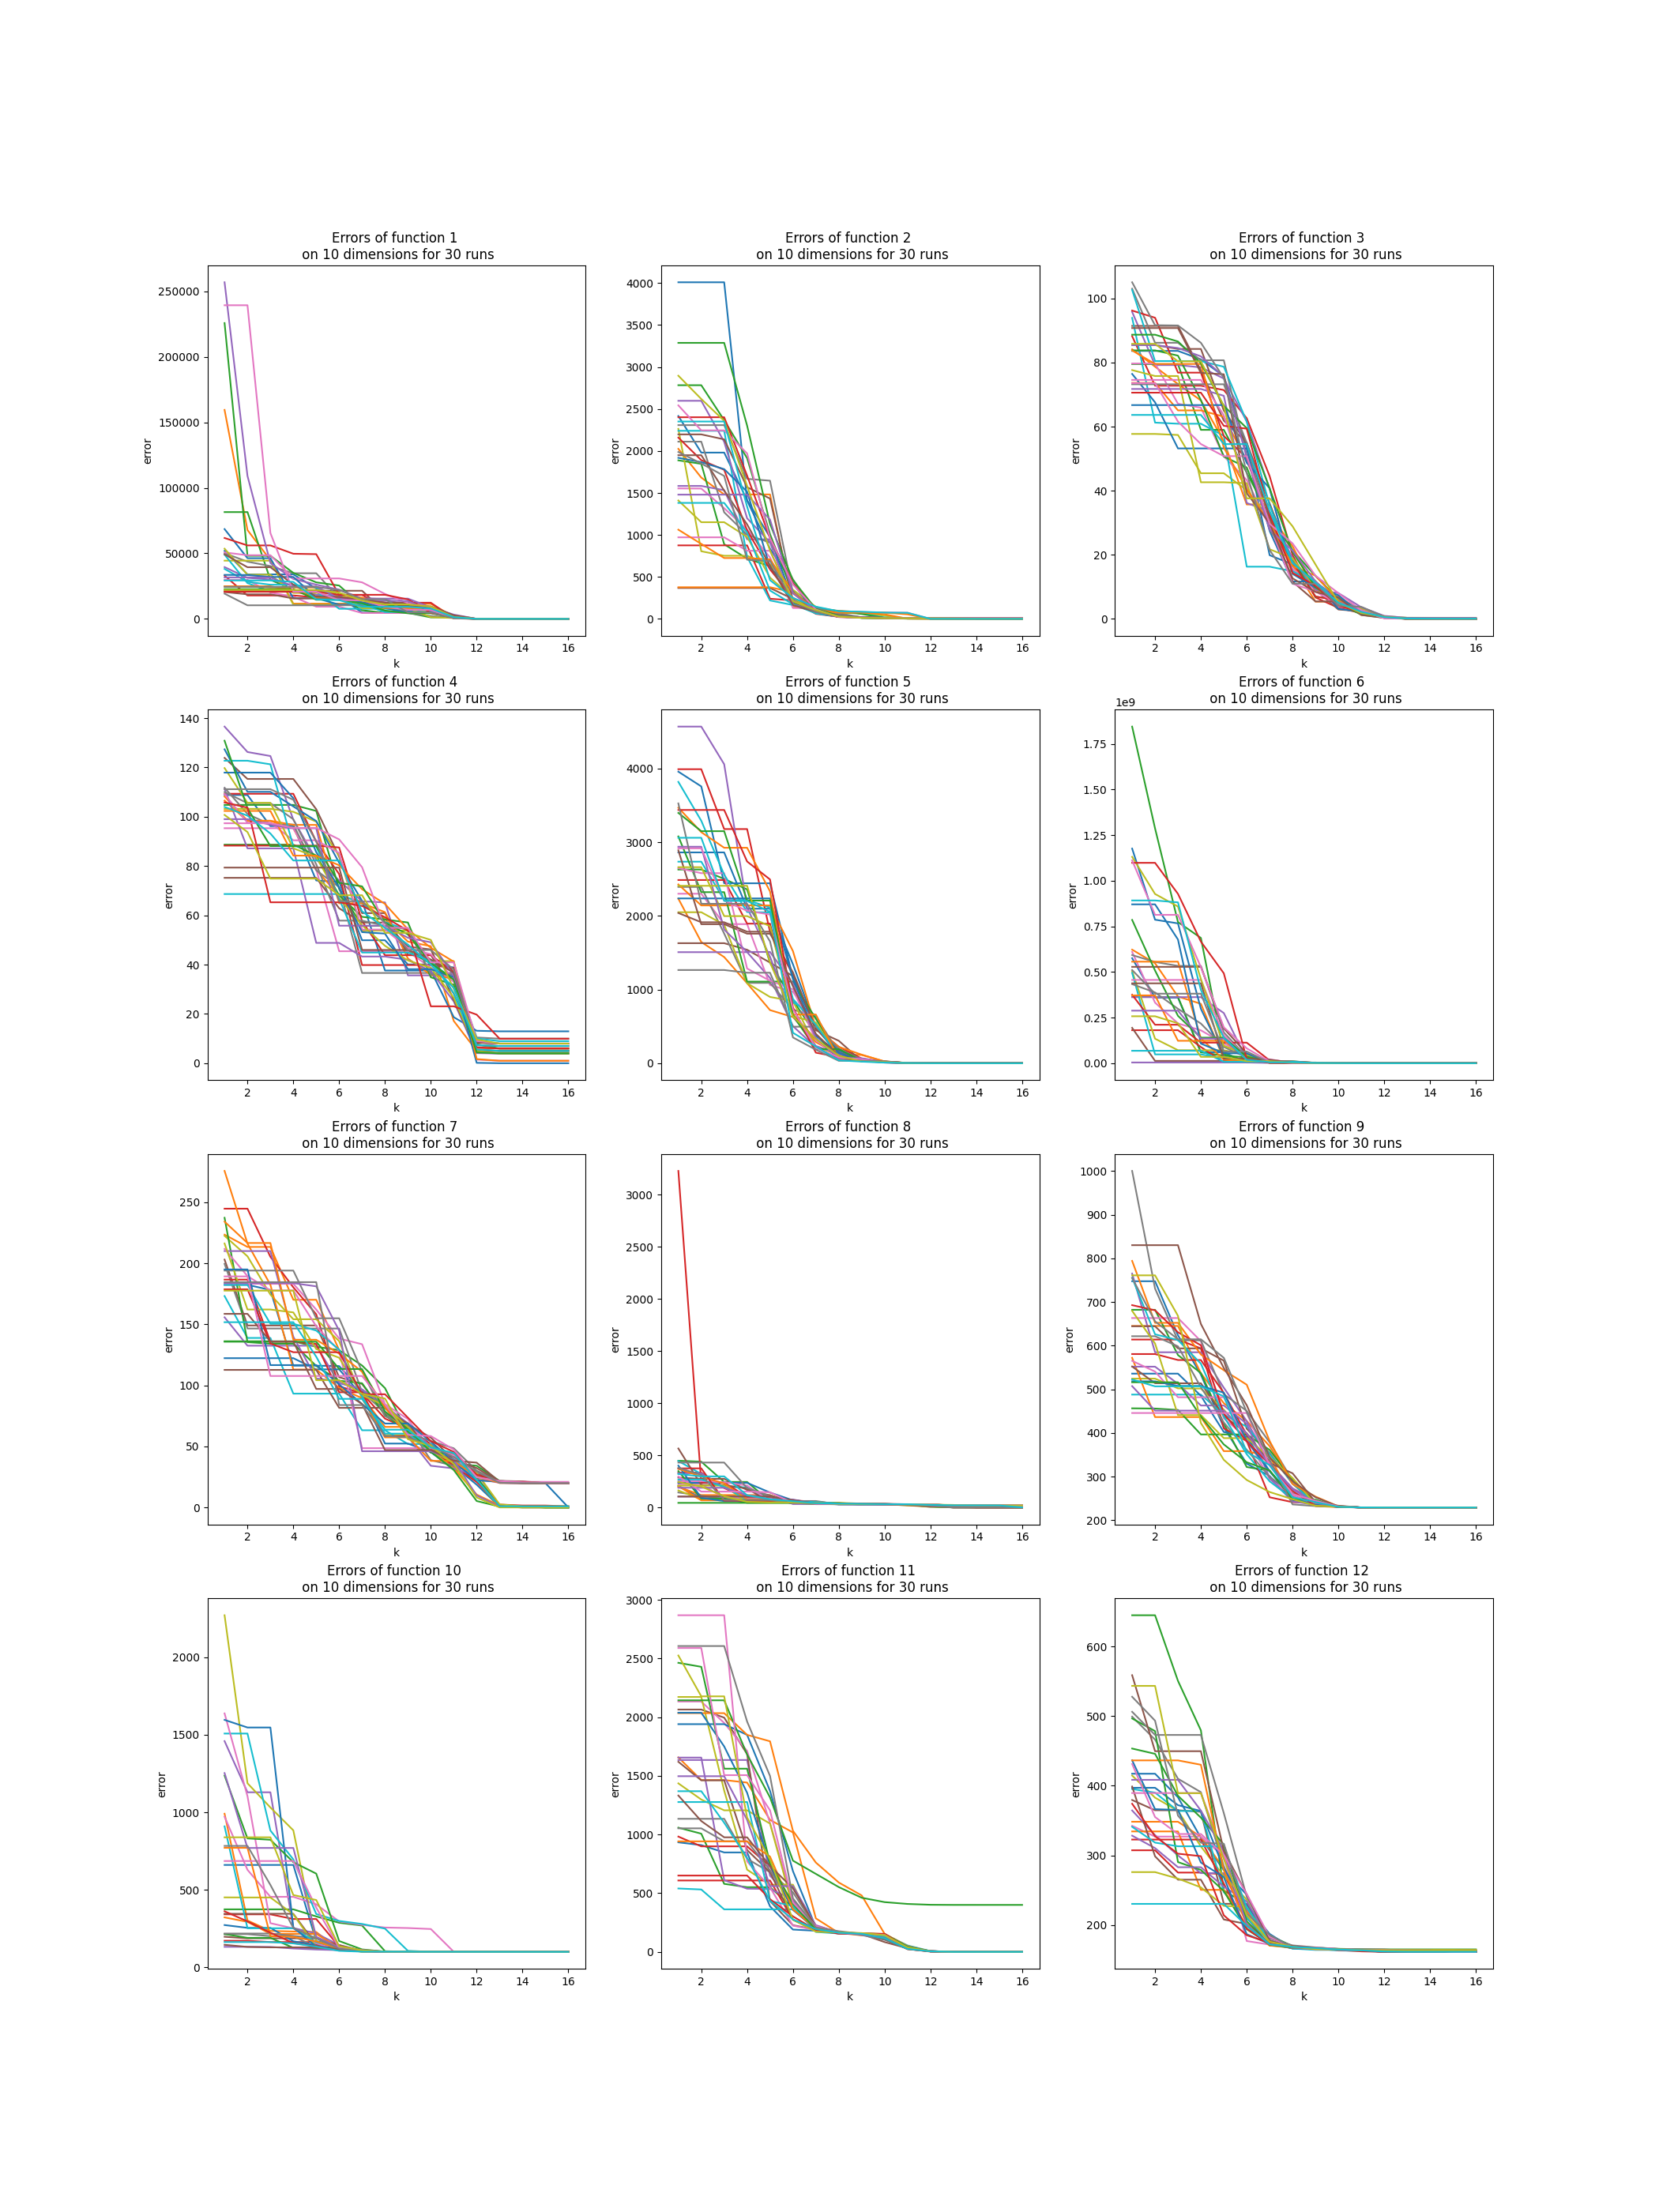 Errors of function 1
on 10 dimensions for 30 runs
250000
200000
150000
100000
50000
0
error
2 4 6 8 10 12 14 16
k
Errors of function 2
on 10 dimensions for 30 runs
4000
3500
3000
2500
2000
1500
1000
500
0
error
2 4 6 8 10 12 14 16
k
Errors of function 3
on 10 dimensions for 30 runs
100
80
60
40
20
0
error
2 4 6 8 10 12 14 16
k
Errors of function 4
on 10 dimensions for 30 runs
140
120
100
80
60
40
20
0
error
2 4 6 8 10 12 14 16
k
Errors of function 5
on 10 dimensions for 30 runs
4000
3000
2000
1000
0
error
2 4 6 8 10 12 14 16
k
Errors of function 6
on 10 dimensions for 30 runs
1e9
1.75
1.50
1.25
1.00
0.75
0.50
0.25
0.00
error
2 4 6 8 10 12 14 16
k
Errors of function 7
on 10 dimensions for 30 runs
250
200
150
100
50
0
error
2 4 6 8 10 12 14 16
k
Errors of function 8
on 10 dimensions for 30 runs
3000
2500
2000
1500
1000
500
0
error
2 4 6 8 10 12 14 16
k
Errors of function 9
on 10 dimensions for 30 runs
1000
900
800
700
600
500
400
300
200
error
2 4 6 8 10 12 14 16
k
Errors of function 10
on 10 dimensions for 30 runs
2000
1500
1000
500
0
error
2 4 6 8 10 12 14 16
k
Errors of function 11
on 10 dimensions for 30 runs
3000
2500
2000
1500
1000
500
0
error
2 4 6 8 10 12 14 16
k
Errors of function 12
on 10 dimensions for 30 runs
600
500
400
300
200
error
2 4 6 8 10 12 14 16
k